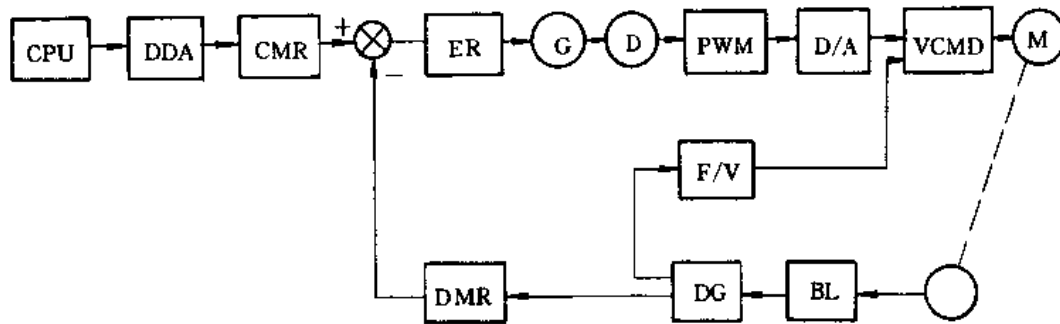 CPU
DDA
CMR
+
−
ER
G
D
PWM
D/A
VCMD
M
F/V
DMR
DG
BL